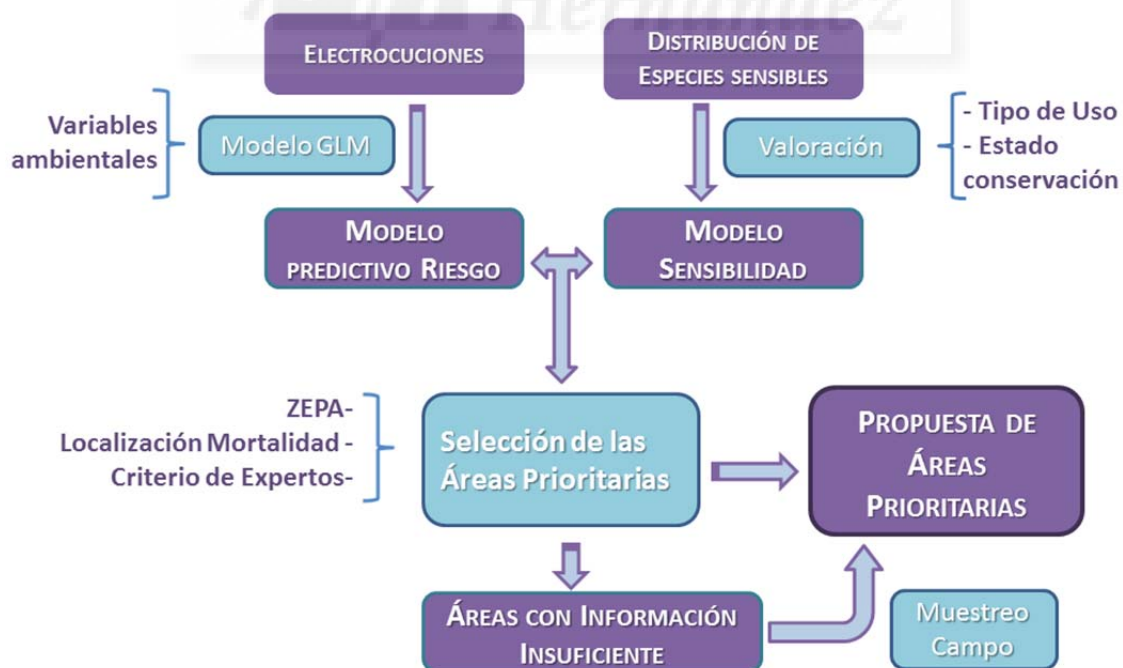 Hernández
ELECTROCUCIONES
DISTRIBUCIÓN DE
ESPECIES SENSIBLES
Variables
ambientales
Modelo GLM
Valoración
- Tipo de Uso
- Estado
conservación
MODELO
PREDICTIVO RIESGO
MODELO
SENSIBILIDAD
ZEPA-
Localización Mortalidad -
Criterio de Expertos-
Selección de las
Áreas Prioritarias
PROPUESTA DE
ÁREAS
PRIORITARIAS
ÁREAS CON INFORMACIÓN
INSUFICIENTE
Muestreo
Campo